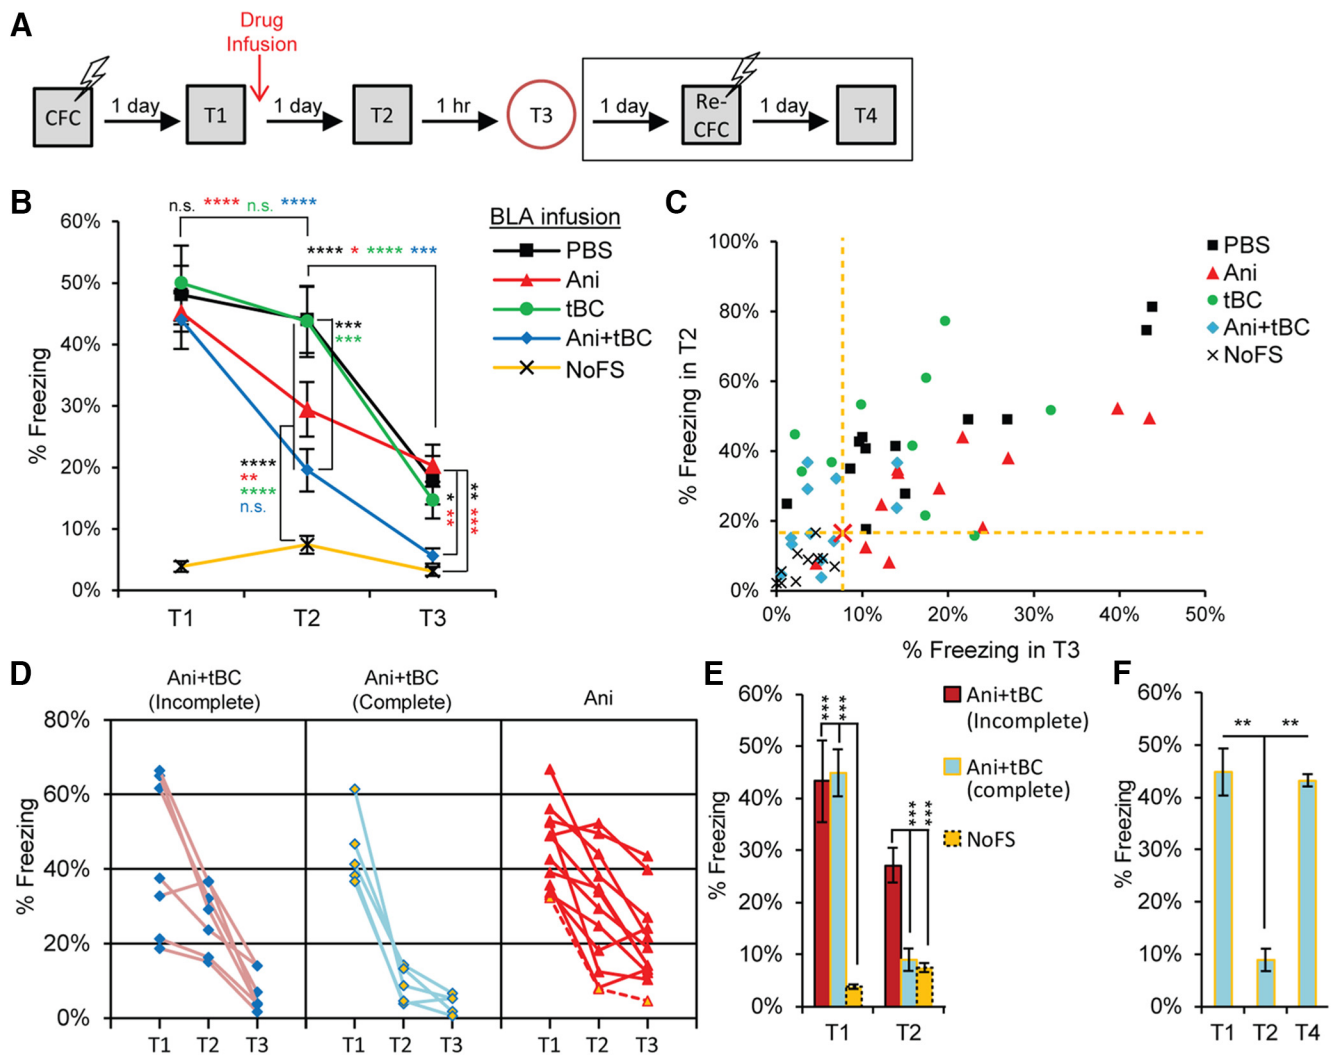 A
Drug
Infusion
CFC
1 day
T1
1 day
T2
1 hr
T3
1 day
Re-
CFC
1 day
T4
B
n.s. **** n.s. ****
**** * **** ***
60%
50%
40%
30%
20%
10%
0%
% Freezing
***
***
****
**
****
n.s.
*
**
**
***
T1 T2 T3
BLA infusion
PBS
Ani
tBC
Ani+tBC
NoFS
C
100%
80%
60%
40%
20%
0%
% Freezing in T2
0% 10% 20% 30% 40% 50%
% Freezing in T3
PBS
Ani
tBC
Ani+tBC
NoFS
D
Ani+tBC
(Incomplete)
Ani+tBC
(Complete)
Ani
80%
60%
40%
20%
0%
% Freezing
T1 T2 T3 T1 T2 T3 T1 T2 T3
E
60%
50%
40%
30%
20%
10%
0%
% Freezing
*** ***
*** ***
T1 T2
Ani+tBC
(Incomplete)
Ani+tBC
(complete)
NoFS
F
60%
50%
40%
30%
20%
10%
0%
% Freezing
** **
T1 T2 T4